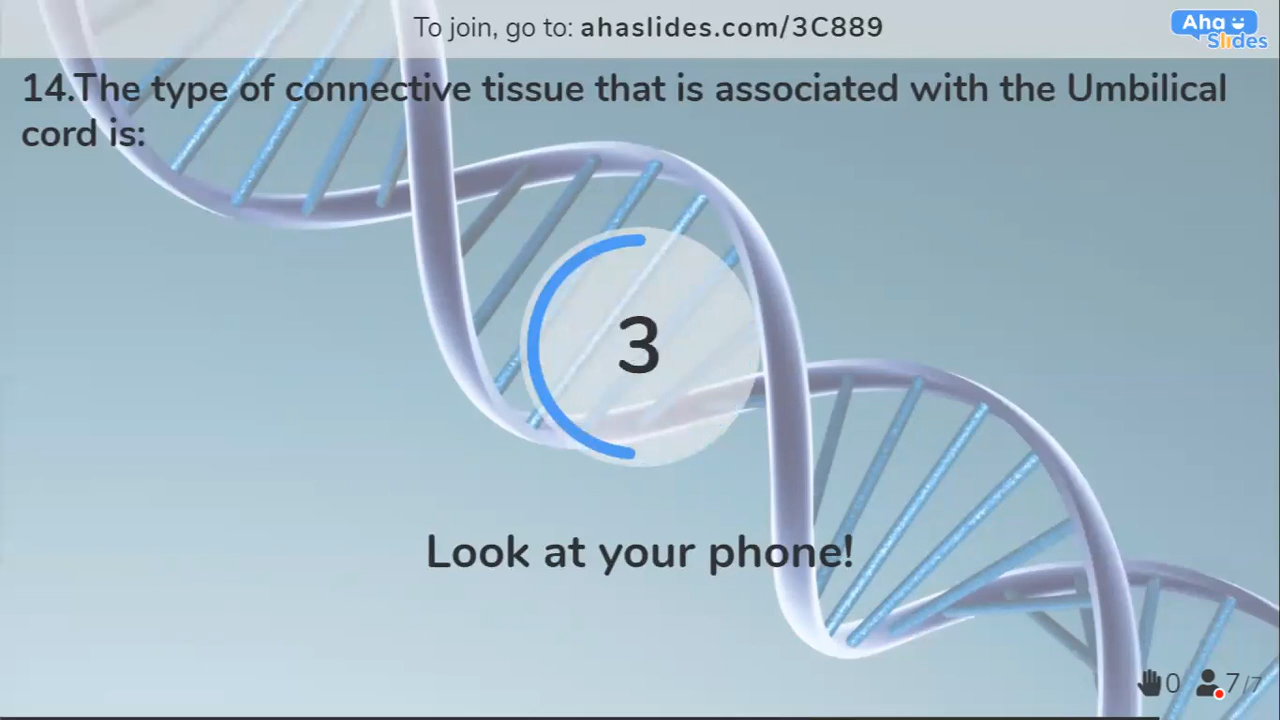 To join, go to: ahaslides.com/3C889
Aha
Slides
14.The type of connective tissue that is associated with the Umbilical
cord is:
3
Look at your phone!
0 7/7